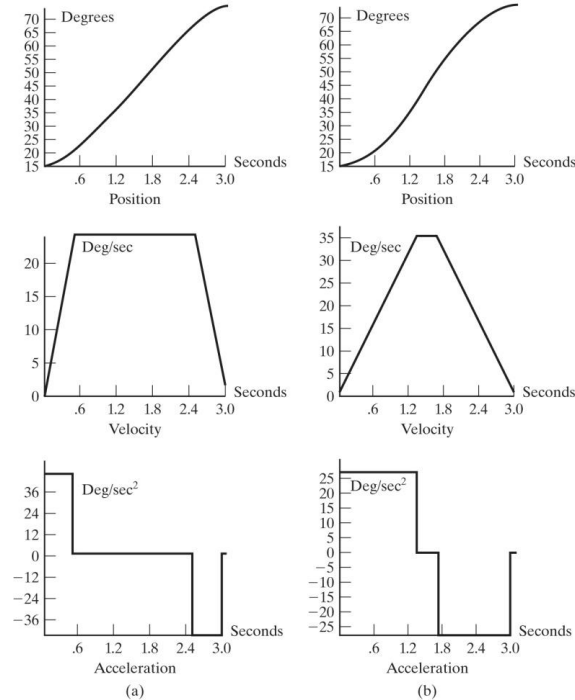 Degrees
70
65
60
55
50
45
40
35
30
25
20
15
Seconds
.6 1.2 1.8 2.4 3.0
Position
Degrees
70
65
60
55
50
45
40
35
30
25
20
15
Seconds
.6 1.2 1.8 2.4 3.0
Position
Deg/sec
20
15
10
5
0
Seconds
.6 1.2 1.8 2.4 3.0
Velocity
Deg/sec
35
30
25
20
15
10
5
0
Seconds
.6 1.2 1.8 2.4 3.0
Velocity
Deg/sec²
36
24
12
0
−12
−24
−36
Seconds
.6 1.2 1.8 2.4 3.0
Acceleration
(a)
Deg/sec²
25
20
15
10
5
0
−5
−10
−15
−20
−25
Seconds
.6 1.2 1.8 2.4 3.0
Acceleration
(b)